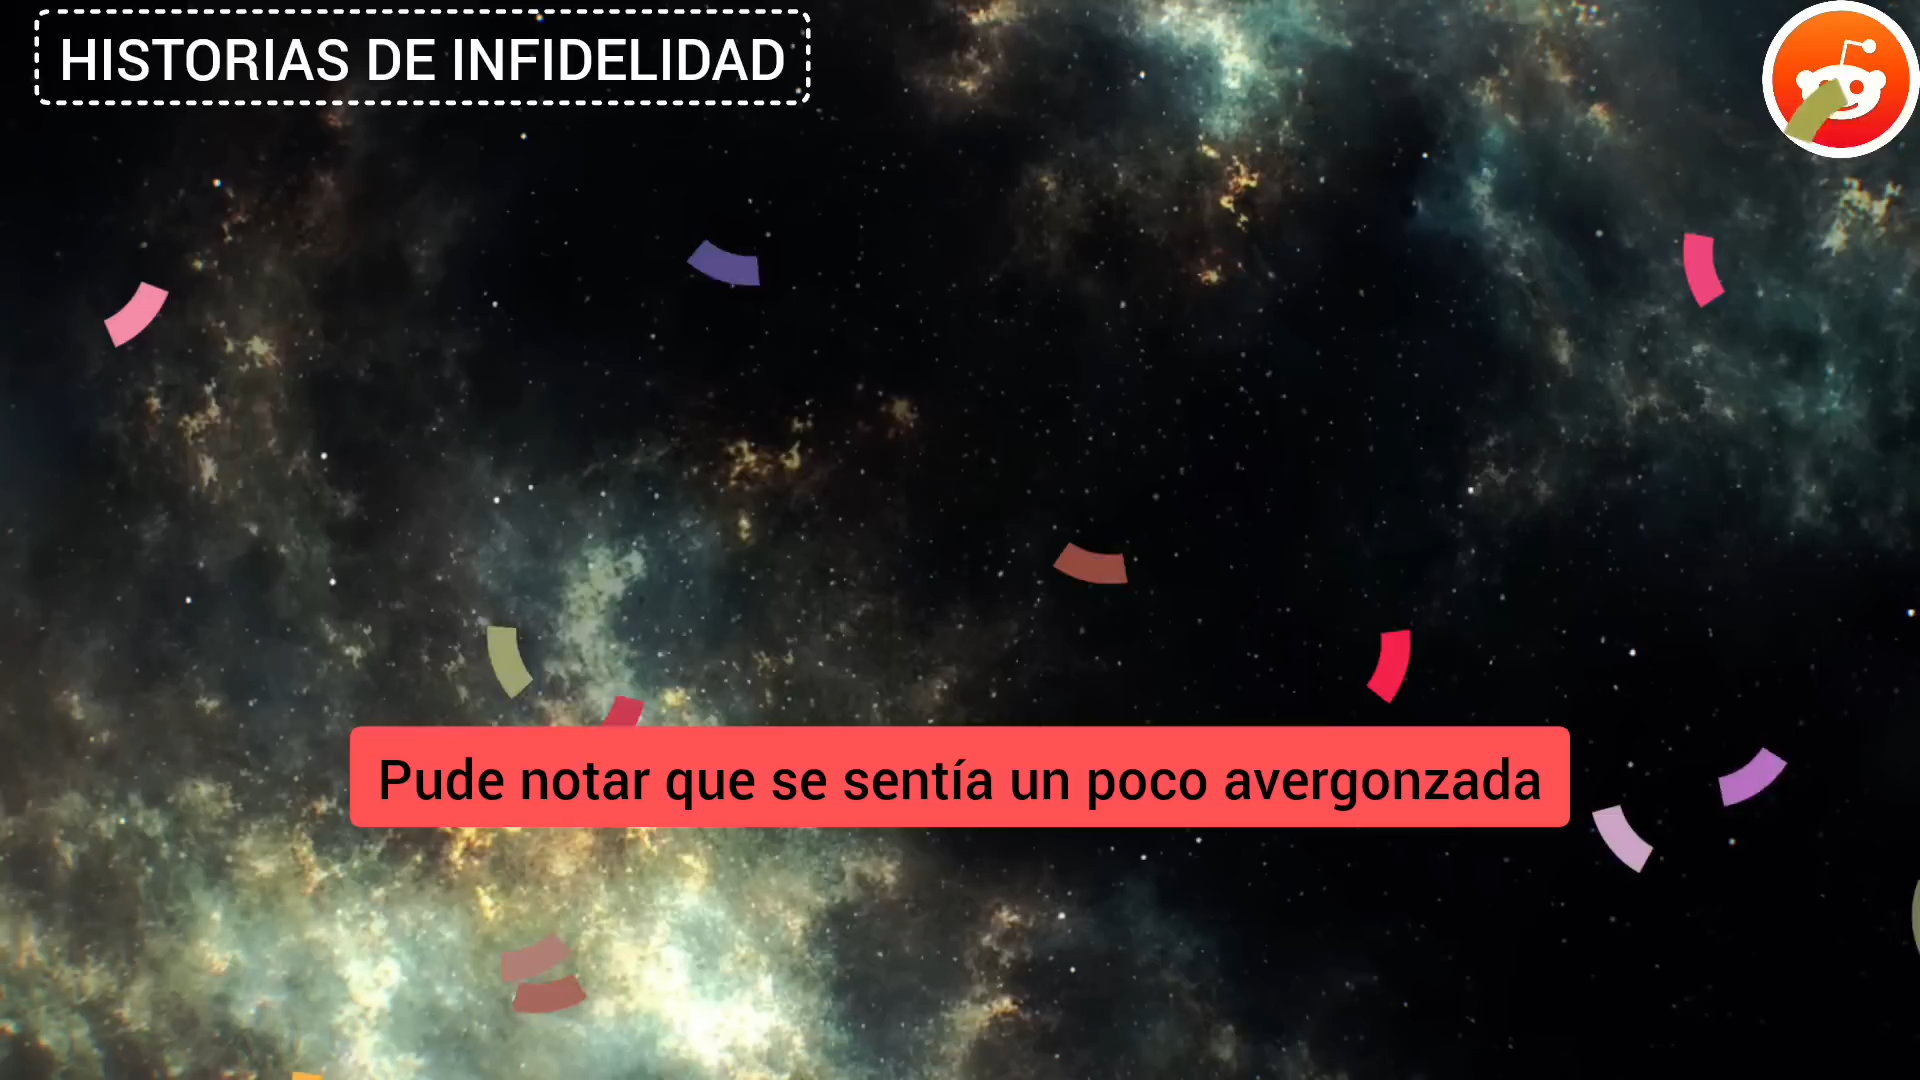 HISTORIAS DE INFIDELIDAD
Pude notar que se sentía un poco avergonzada